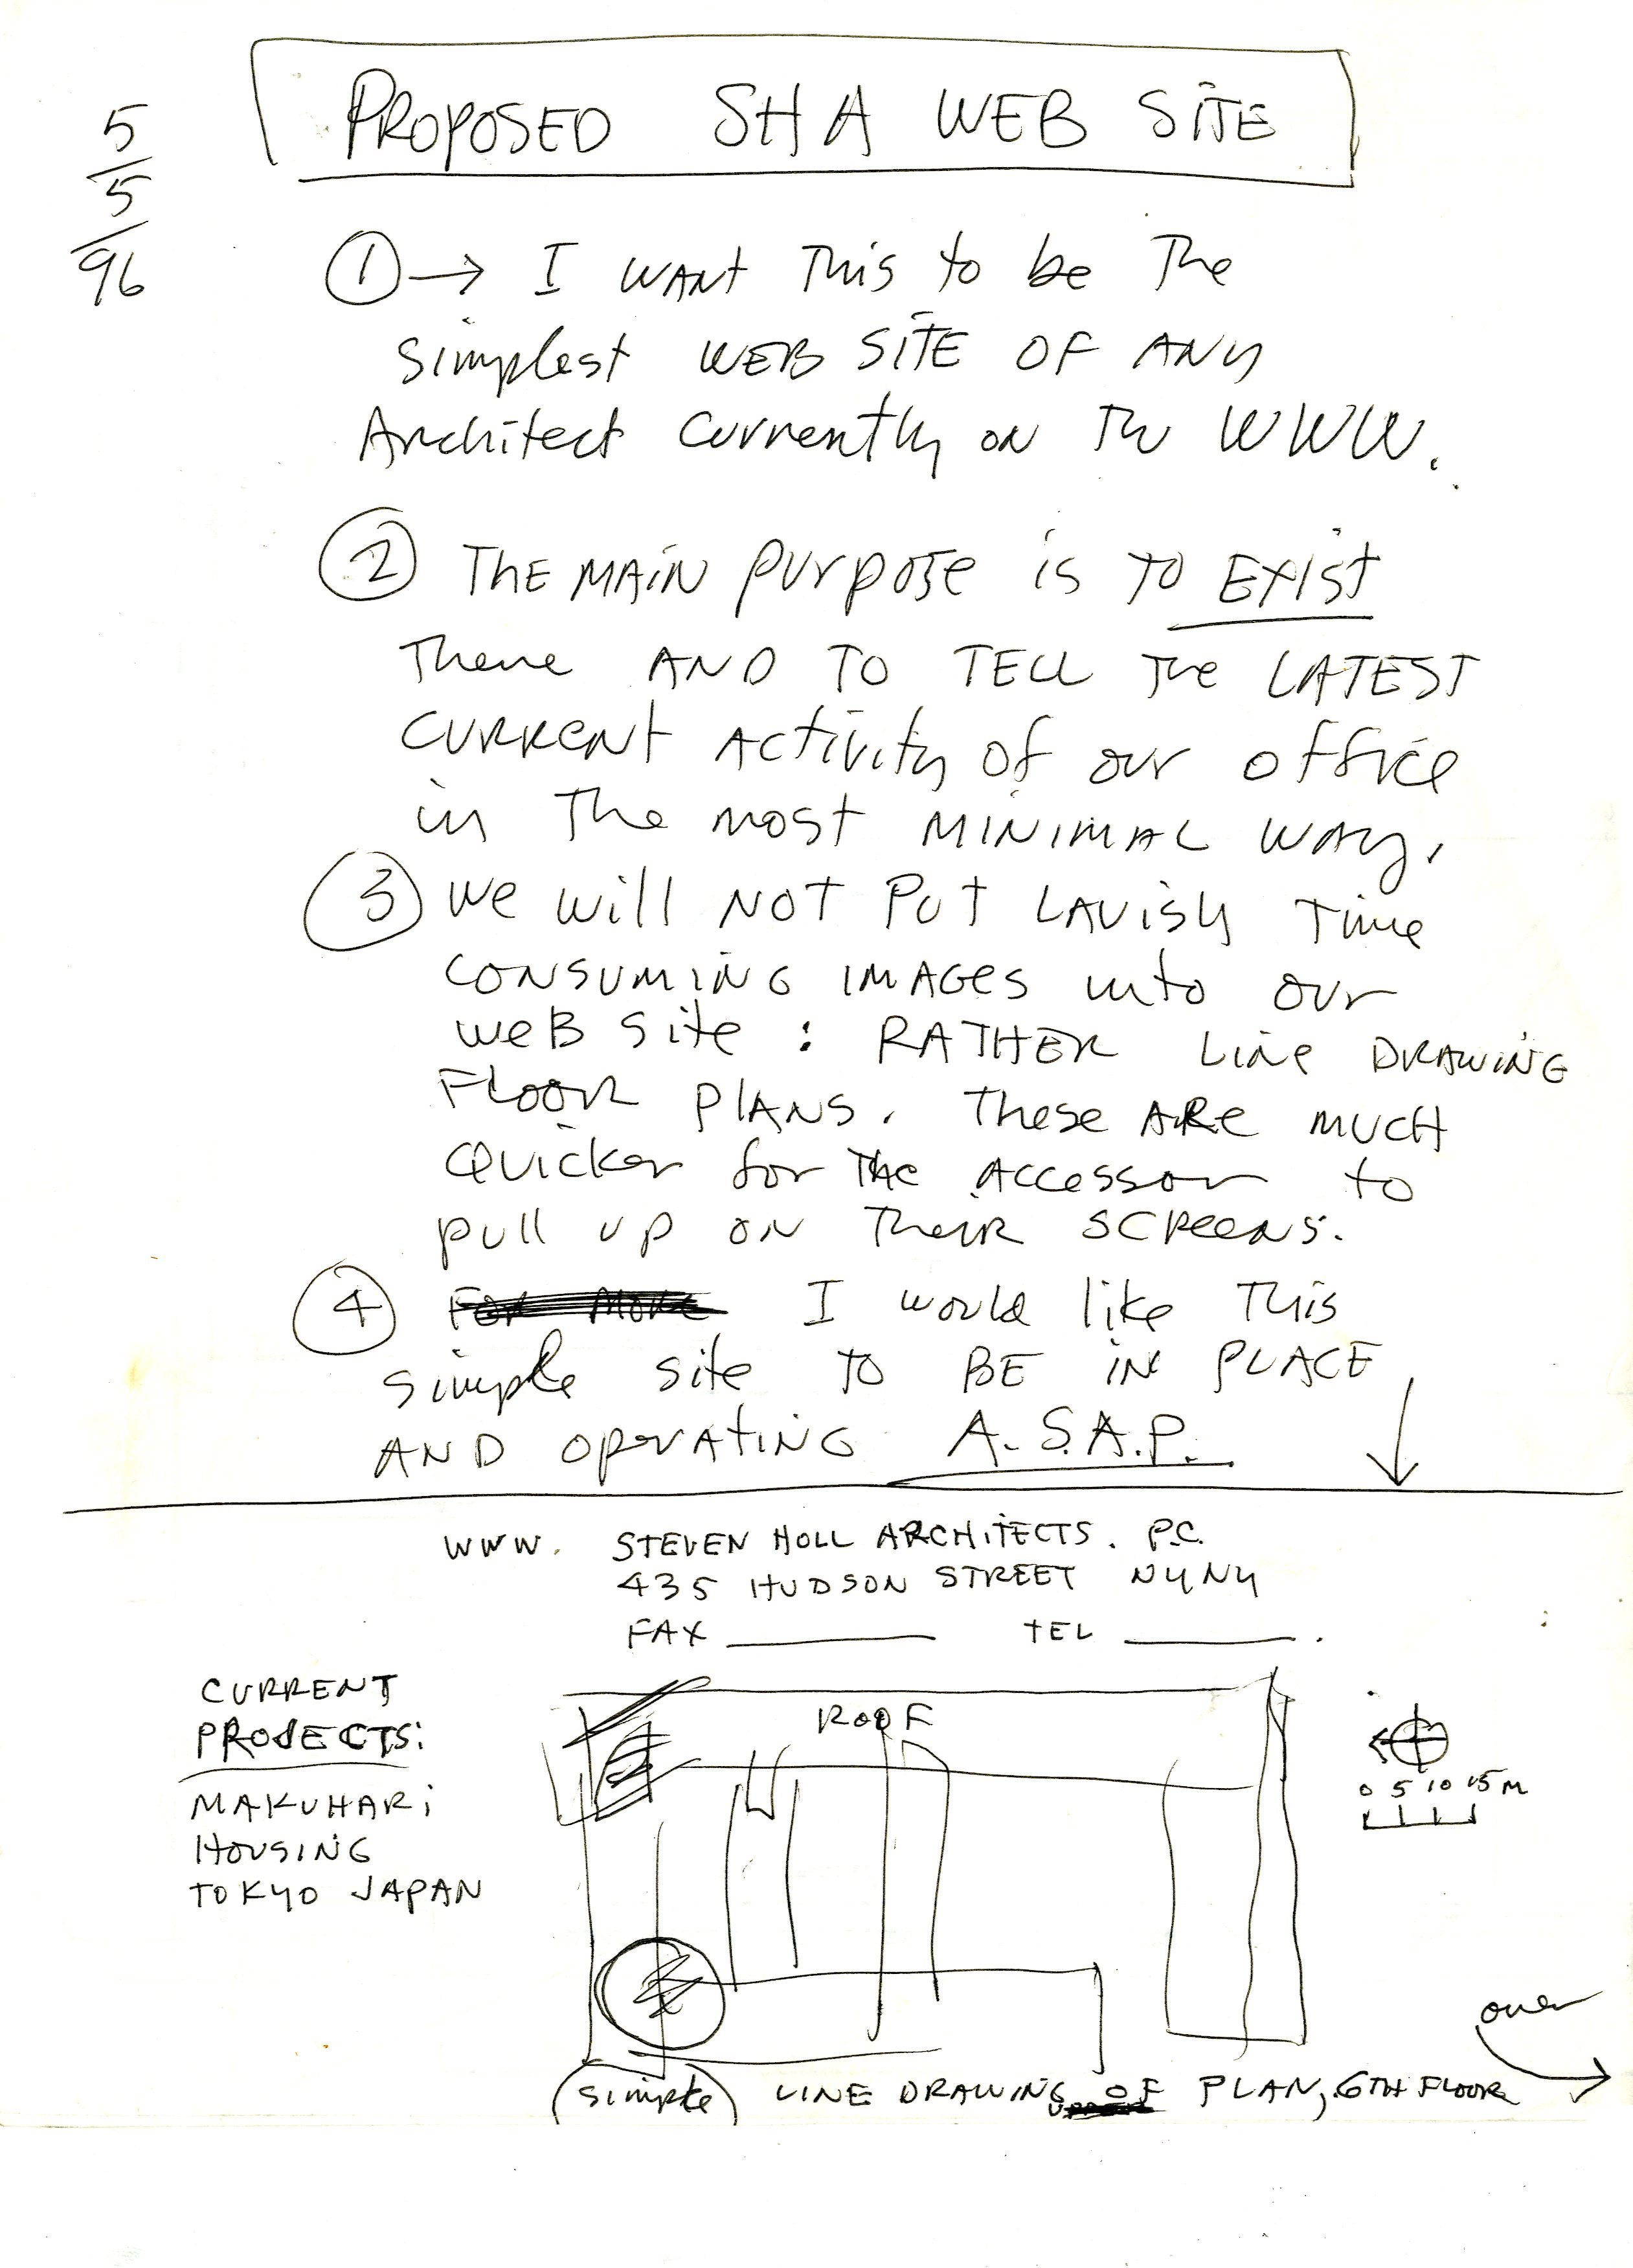 PROPOSED SHA WEB SITE
5/5/96
① → I WANT This to be The
simplest WEB SITE OF ANY
Architect currently on The WWW.
② THE MAIN purpose is TO EXIST
There AND TO TELL The LATEST
CURRENT ACtivity of our office
in The most MINIMAL WAY.
③ We will NOT PUT LAVISH Time
CONSUMING IMAGES into our
WEB Site : RATHER LINE DRAWING
FLOOR PLANS. These ARE MUCH
Quicker for The Accessor to
pull up ON Their SCREENS.
④ For More I would like This
simple site TO BE IN PLACE
AND OPERATING A.S.A.P.
WWW. STEVEN HOLL ARCHITECTS. P.C.
435 HUDSON STREET NY NY
FAX TEL
CURRENT
PROJECTS:
MAKUHARI
HOUSING
TOKYO JAPAN
ROOF
0 5 10 15 M
over
(simple) LINE DRAWING OF PLAN, 6TH FLOOR